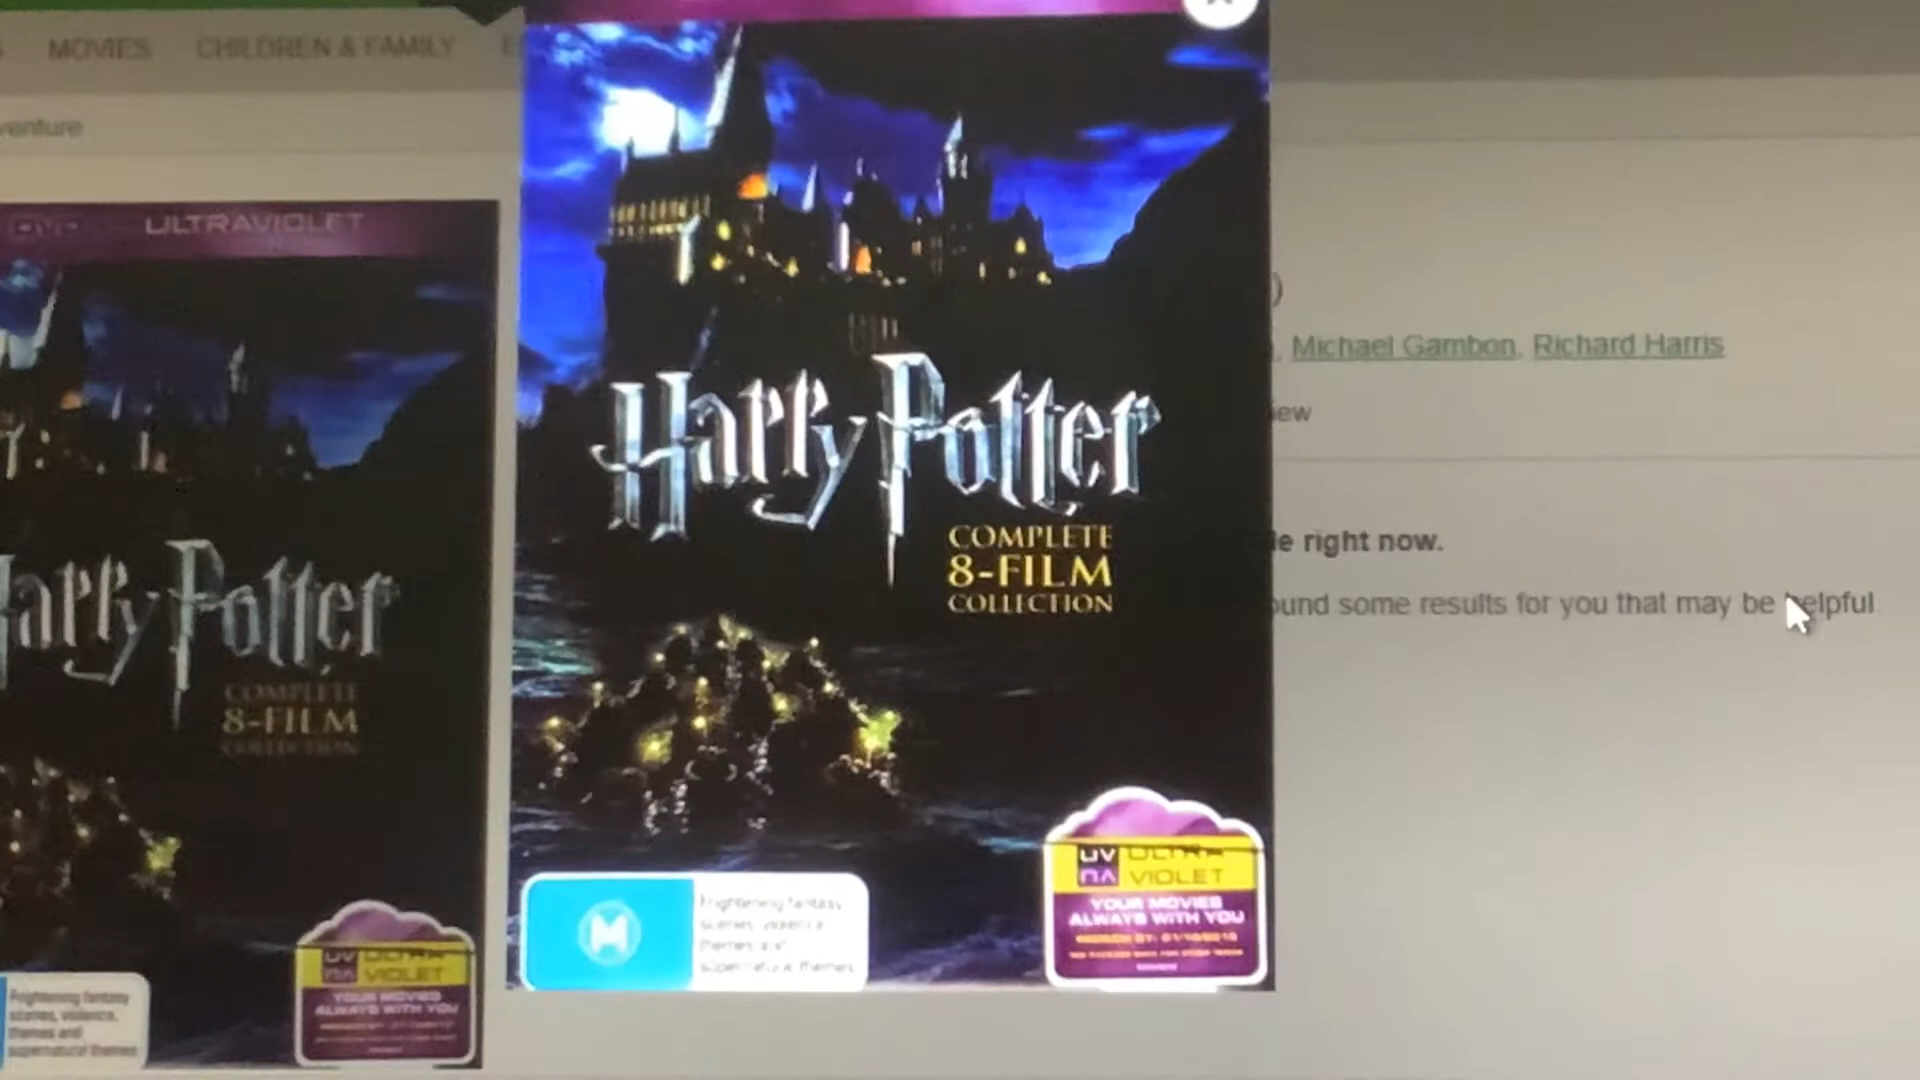 MOVIES CHILDREN & FAMILY
venture
ULTRAVIOLET
)
Michael Gambon, Richard Harris
iew
Harry Potter
COMPLETE
8-FILM
COLLECTION
le right now.
ound some results for you that may be helpful
Harry Potter
COMPLETE
8-FILM
COLLECTION
UV ULTRA
VIOLET
YOUR MOVIES
ALWAYS WITH YOU
M
Frightening fantasy
scenes, violence,
themes and
supernatural themes
UV ULTRA
VIOLET
YOUR MOVIES
ALWAYS WITH YOU
Frightening fantasy
scenes, violence,
themes and
supernatural themes